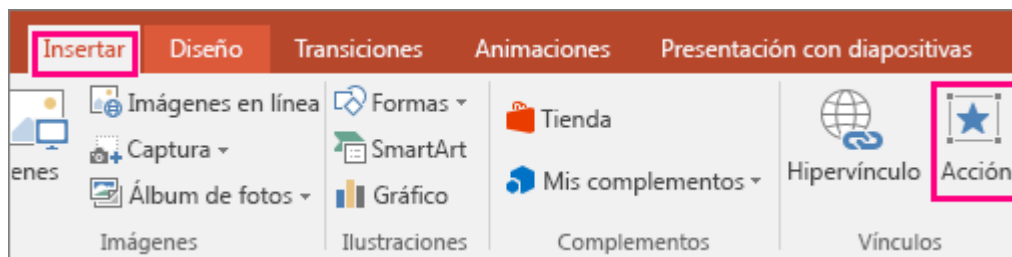 Insertar Diseño Transiciones Animaciones Presentación con diapositivas
enes
Imágenes en línea
Captura
Álbum de fotos
Imágenes
Formas
SmartArt
Gráfico
Ilustraciones
Tienda
Mis complementos
Complementos
Hipervínculo
Acción
Vínculos